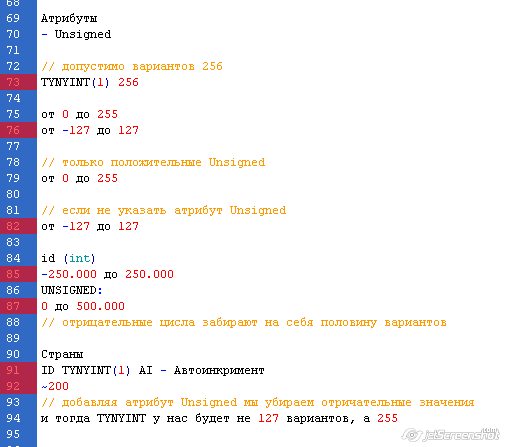 68
69 Атрибуты
70 - Unsigned
71
72 // допустимо вариантов 256
73 TYNYINT(1) 256
74
75 от 0 до 255
76 от -127 до 127
77
78 // только положительные Unsigned
79 от 0 до 255
80
81 // если не указать атрибут Unsigned
82 от -127 до 127
83
84 id (int)
85 -250.000 до 250.000
86 UNSIGNED:
87 0 до 500.000
88 // отрицательные цисла забирают на себя половину вариантов
89
90 Страны
91 ID TYNYINT(1) AI - Автоинкримент
92 ~200
93 // добавляя атрибут Unsigned мы убираем отричательные значения
94 и тогда TYNYINT у нас будет не 127 вариантов, а 255
95
jetScreenshot